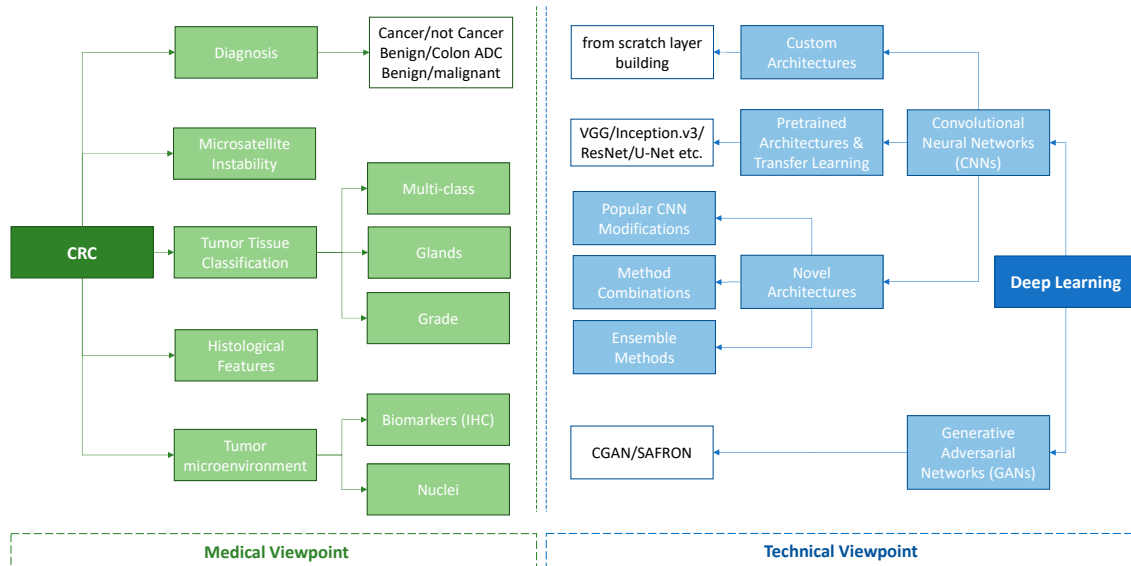 Diagnosis
Cancer/not Cancer
Benign/Colon ADC
Benign/malignant
Microsatellite
Instability
Multi-class
CRC
Tumor Tissue
Classification
Glands
Grade
Histological
Features
Biomarkers (IHC)
Tumor
microenvironment
Nuclei
Medical Viewpoint
from scratch layer
building
Custom
Architectures
VGG/Inception.v3/
ResNet/U-Net etc.
Pretrained
Architectures &
Transfer Learning
Convolutional
Neural Networks
(CNNs)
Popular CNN
Modifications
Method
Combinations
Novel
Architectures
Deep Learning
Ensemble
Methods
CGAN/SAFRON
Generative
Adversarial
Networks (GANs)
Technical Viewpoint